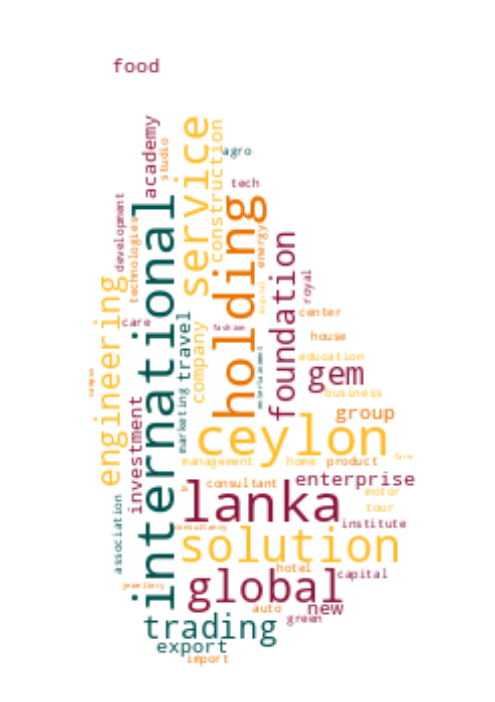 food
academy
studio
service
construction
agro
tech
development
technologies
international
holding
energy
foundation
royal
digital
center
engineering
care
travel
company
fashion
house
entertainment
education
gem
campus
marketing
investment
business
group
ceylon
management
home
product
farm
consultant
enterprise
lanka
motor
association
tour
consultancy
institute
solution
hotel
capital
jewellery
global
auto
new
green
trading
export
import